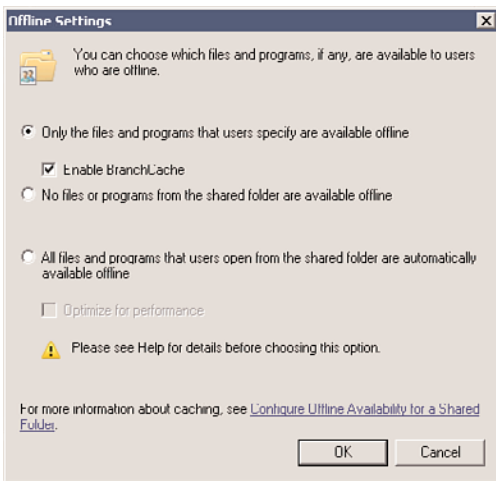 Offline Settings
You can choose which files and programs, if any, are available to users
who are offline.
Only the files and programs that users specify are available offline
Enable BranchCache
No files or programs from the shared folder are available offline
All files and programs that users open from the shared folder are automatically
available offline
Optimize for performance
Please see Help for details before choosing this option.
For more information about caching, see Configure Offline Availability for a Shared
Folder.
OK Cancel